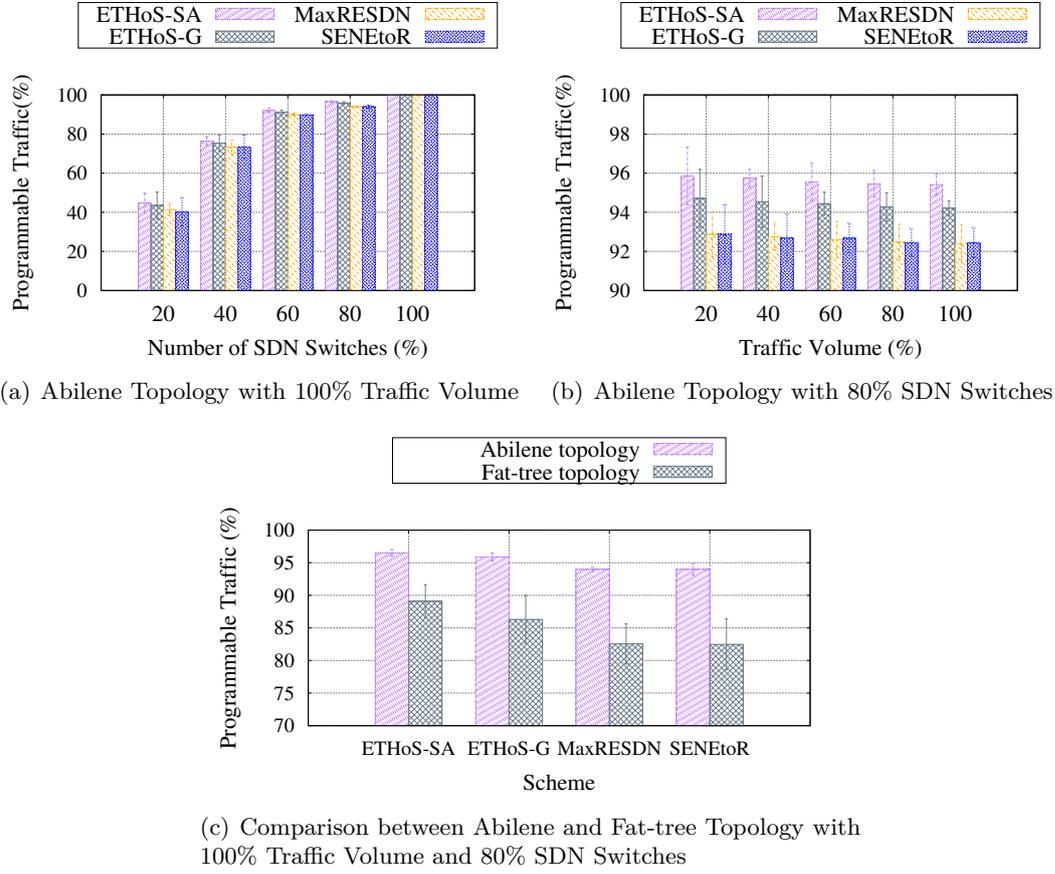 ETHoS-SA MaxRESDN
ETHoS-G SENEtoR
Programmable Traffic(%)
100
80
60
40
20
0
20 40 60 80 100
Number of SDN Switches (%)
(a) Abilene Topology with 100% Traffic Volume
ETHoS-SA MaxRESDN
ETHoS-G SENEtoR
Programmable Traffic(%)
100
98
96
94
92
90
20 40 60 80 100
Traffic Volume (%)
(b) Abilene Topology with 80% SDN Switches
Abilene topology
Fat-tree topology
Programmable Traffic (%)
100
95
90
85
80
75
70
ETHoS-SA ETHoS-G MaxRESDN SENEtoR
Scheme
(c) Comparison between Abilene and Fat-tree Topology with
100% Traffic Volume and 80% SDN Switches